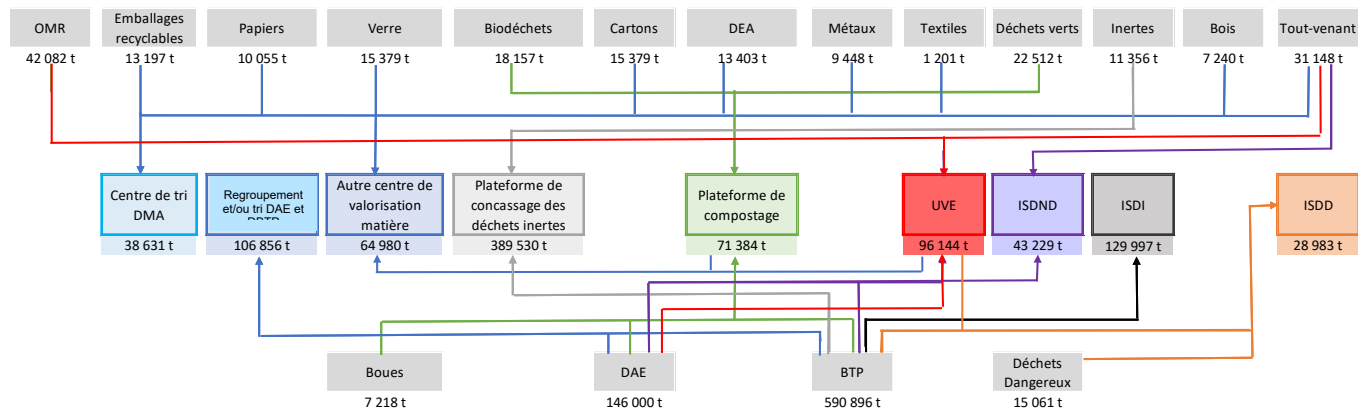 OMR
Emballages
recyclables
Papiers
Verre
Biodéchets
Cartons
DEA
Métaux
Textiles
Déchets verts
Inertes
Bois
Tout-venant
42 082 t
13 197 t
10 055 t
15 379 t
18 157 t
15 379 t
13 403 t
9 448 t
1 201 t
22 512 t
11 356 t
7 240 t
31 148 t
Centre de tri
DMA
38 631 t
Regroupement
et/ou tri DAE et
106 856 t
Autre centre de
valorisation
matière
64 980 t
Plateforme de
concassage des
déchets inertes
389 530 t
Plateforme de
compostage
71 384 t
UVE
96 144 t
ISDND
43 229 t
ISDI
129 997 t
ISDD
28 983 t
Boues
7 218 t
DAE
146 000 t
BTP
590 896 t
Déchets
Dangereux
15 061 t